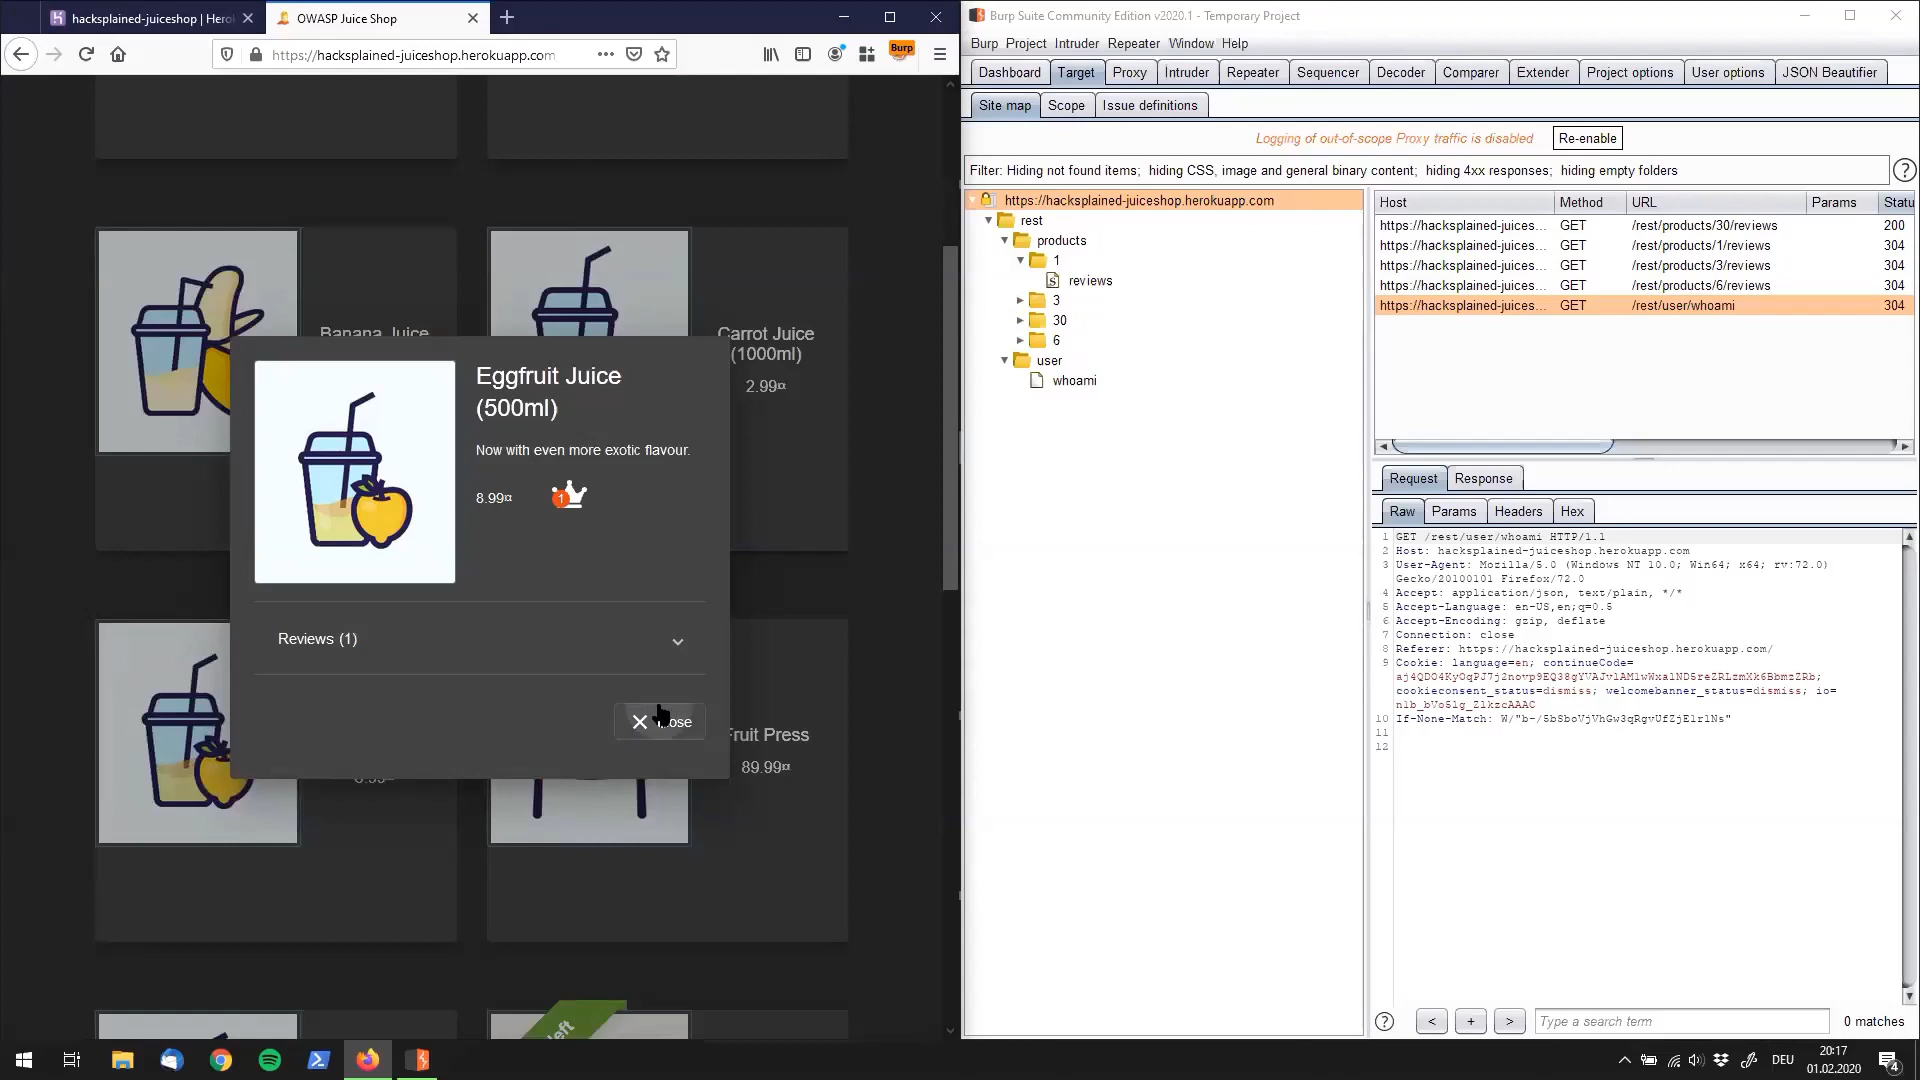 hacksplained-juiceshop | Hero
OWASP Juice Shop
https://hacksplained-juiceshop.herokuapp.com
Burp
Banana Juice
Carrot Juice
(1000ml)
2.99¤
Eggfruit Juice
(500ml)
Now with even more exotic flavour.
8.99¤
1
Reviews (1)
Close
8.99¤
Fruit Press
89.99¤
left
Burp Suite Community Edition v2020.1 - Temporary Project
Burp Project Intruder Repeater Window Help
Dashboard Target Proxy Intruder Repeater Sequencer Decoder Comparer Extender Project options User options JSON Beautifier
Site map Scope Issue definitions
Logging of out-of-scope Proxy traffic is disabled Re-enable
Filter: Hiding not found items; hiding CSS, image and general binary content; hiding 4xx responses; hiding empty folders ?
https://hacksplained-juiceshop.herokuapp.com
rest
products
1
reviews
3
30
6
user
whoami
Host Method URL Params Statu
https://hacksplained-juices... GET /rest/products/30/reviews 200
https://hacksplained-juices... GET /rest/products/1/reviews 304
https://hacksplained-juices... GET /rest/products/3/reviews 304
https://hacksplained-juices... GET /rest/products/6/reviews 304
https://hacksplained-juices... GET /rest/user/whoami 304
Request Response
Raw Params Headers Hex
1 GET /rest/user/whoami HTTP/1.1
2 Host: hacksplained-juiceshop.herokuapp.com
3 User-Agent: Mozilla/5.0 (Windows NT 10.0; Win64; x64; rv:72.0)
Gecko/20100101 Firefox/72.0
4 Accept: application/json, text/plain, */*
5 Accept-Language: en-US,en;q=0.5
6 Accept-Encoding: gzip, deflate
7 Connection: close
8 Referer: https://hacksplained-juiceshop.herokuapp.com/
9 Cookie: language=en; continueCode=
cookieconsent_status=dismiss; welcomebanner_status=dismiss; io=
10 If-None-Match:
11
12
? < + > Type a search term 0 matches
DEU
20:17
01.02.2020
4